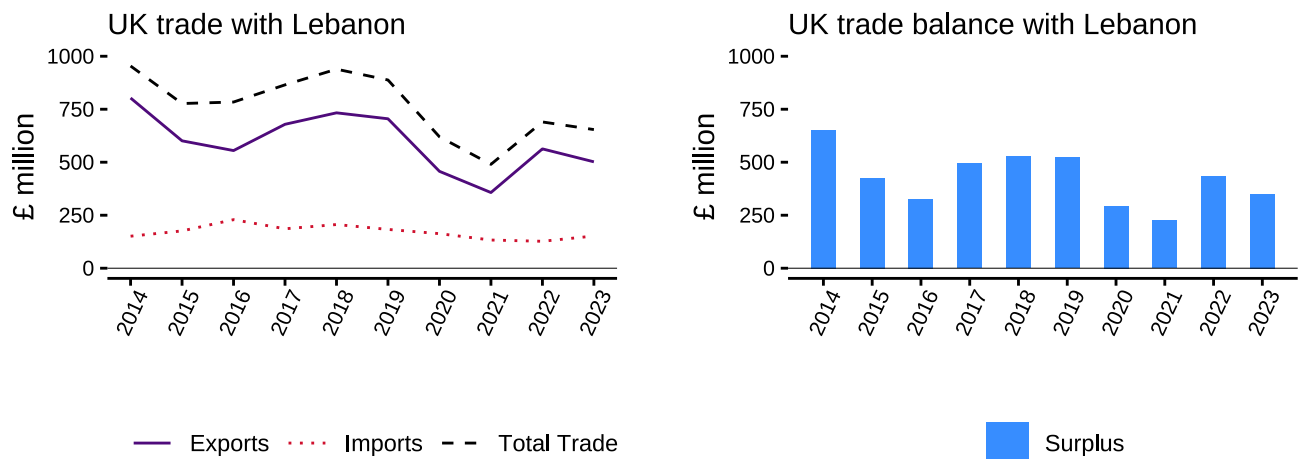 UK trade with Lebanon
£ million
1000
750
500
250
0
2014 2015 2016 2017 2018 2019 2020 2021 2022 2023
Exports Imports Total Trade
UK trade balance with Lebanon
£ million
1000
750
500
250
0
2014 2015 2016 2017 2018 2019 2020 2021 2022 2023
Surplus